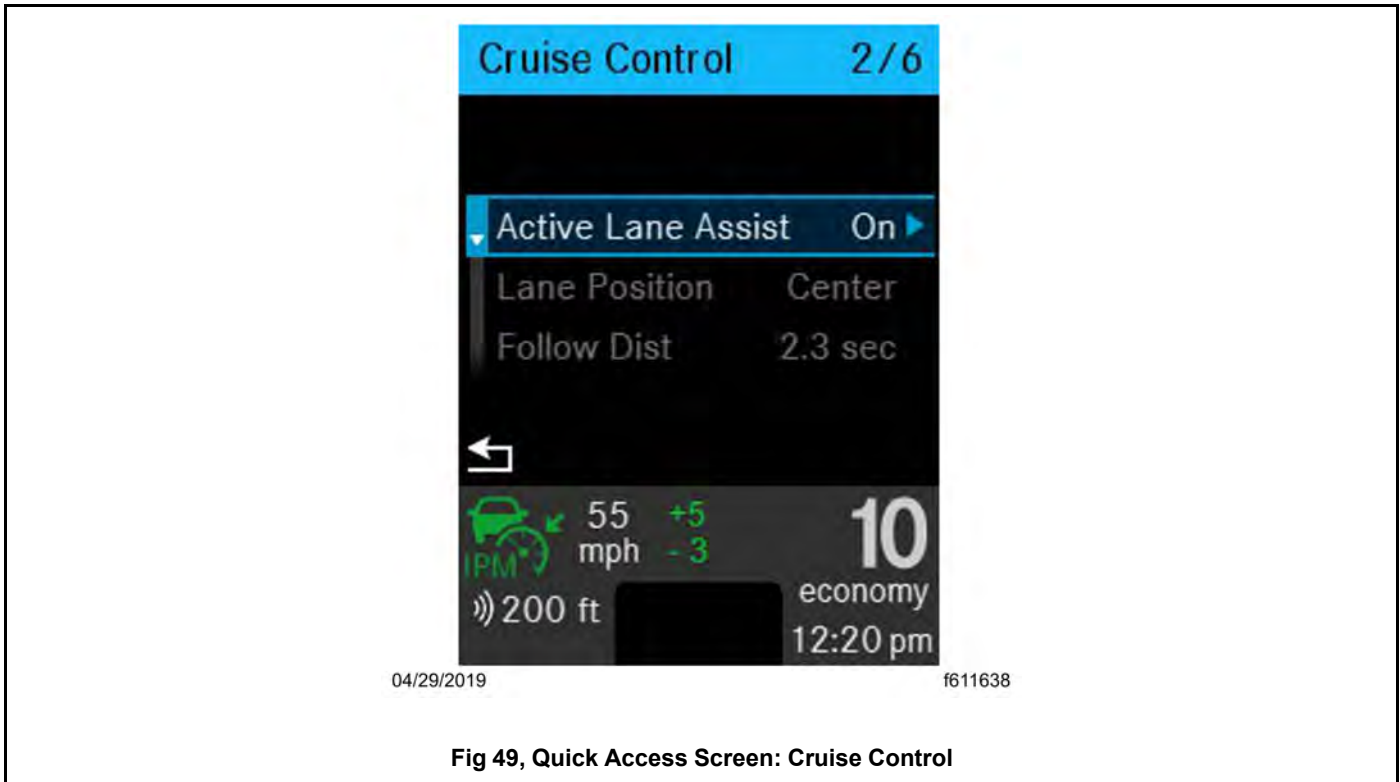 Cruise Control 2/6
Active Lane Assist On
Lane Position Center
Follow Dist 2.3 sec
IPM 55 mph +5 - 3
200 ft
10
economy
12:20 pm
04/29/2019 f611638
Fig 49, Quick Access Screen: Cruise Control